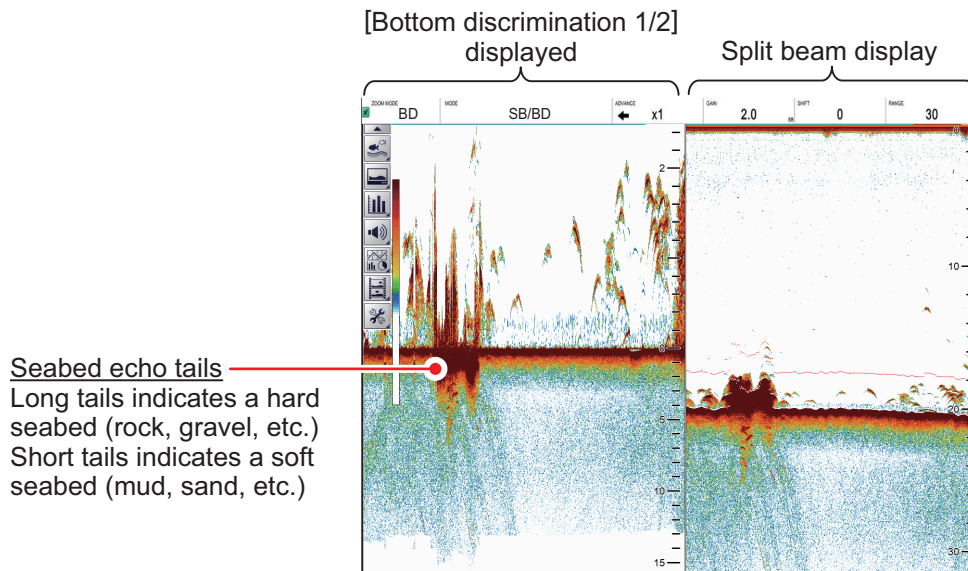 [Bottom discrimination 1/2]
displayed
Split beam display
ZOOM MODE
BD
MODE
SB/BD
ADVANCE
x1
GAIN
2.0
SHIFT
0
RANGE
30
2
0
5
10
15
0
10
20
30
Seabed echo tails
Long tails indicates a hard
seabed (rock, gravel, etc.)
Short tails indicates a soft
seabed (mud, sand, etc.)